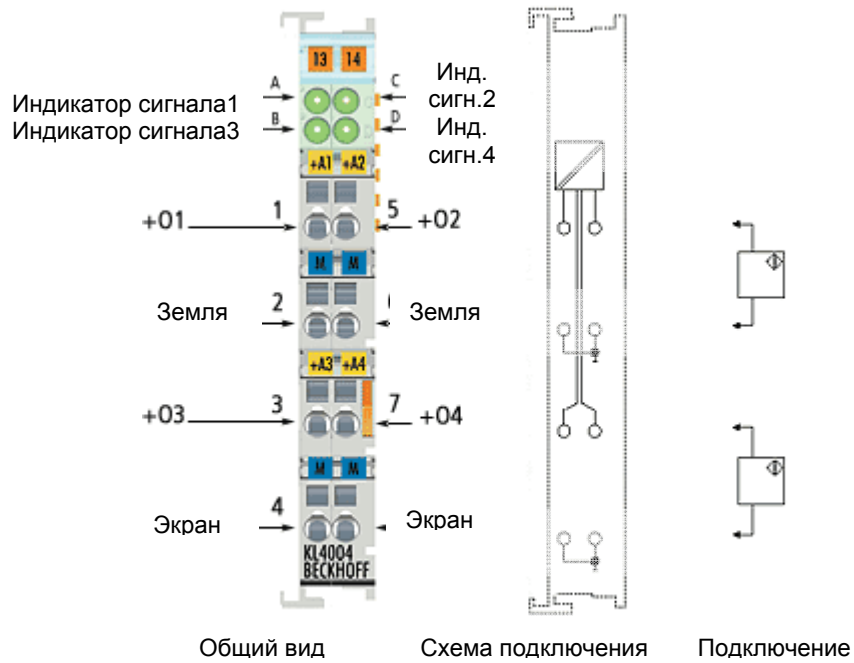 13 14
A C
Индикатор сигнала1
Инд.
сигн.2
Индикатор сигнала3
B D
Инд.
сигн.4
+A1 +A2
+O1 1 5 +O2
M M
Земля 2 Земля
+A3 +A4
+O3 3 7 +O4
M M
Экран 4 Экран
KL4004
BECKHOFF
Общий вид Схема подключения Подключение